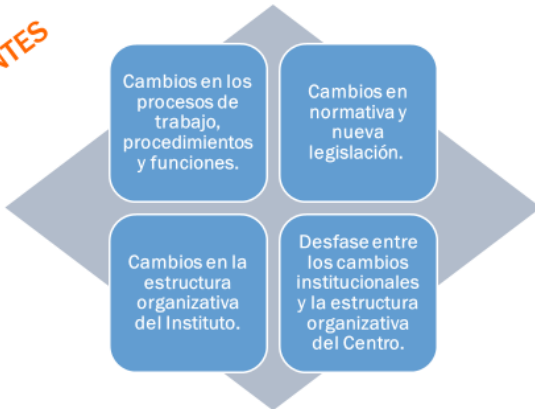 Cambios en los
procesos de
trabajo,
procedimientos
y funciones.
Cambios en
normativa y
nueva
legislación.
Cambios en la
estructura
organizativa
del Instituto.
Desfase entre
los cambios
institucionales
y la estructura
organizativa
del Centro.